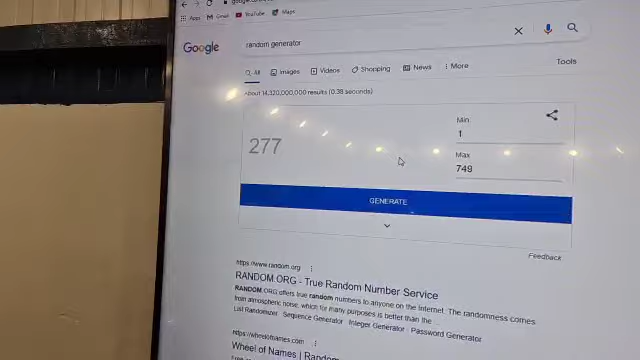 Apps Gmail YouTube Maps
Google
random generator
All Images Videos Shopping News More Tools
About 14,320,000,000 results (0.38 seconds)
Min
1
277
Max
749
GENERATE
Feedback
https://www.random.org
RANDOM.ORG - True Random Number Service
RANDOM.ORG offers true random numbers to anyone on the Internet. The randomness comes
from atmospheric noise, which for many purposes is better than the ...
List Randomizer · Sequence Generator · Integer Generator · Password Generator
https://wheelofnames.com
Wheel of Names | Random